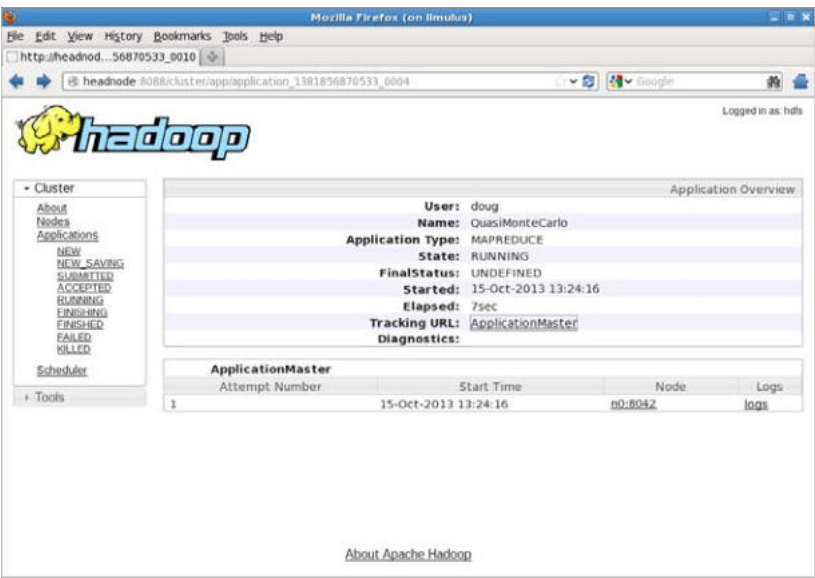 Mozilla Firefox (on limulus)
File Edit View History Bookmarks Tools Help
http://headnod...56870533_0010
headnode:8088/cluster/app/application_1381856870533_0004
Google
Logged in as: hdfs
hadoop
Cluster
About
Nodes
Applications
NEW
NEW_SAVING
SUBMITTED
ACCEPTED
RUNNING
FINISHING
FINISHED
FAILED
KILLED
Scheduler
Tools
Application Overview
User: doug
Name: QuasiMonteCarlo
Application Type: MAPREDUCE
State: RUNNING
FinalStatus: UNDEFINED
Started: 15-Oct-2013 13:24:16
Elapsed: 7sec
Tracking URL: ApplicationMaster
Diagnostics:
ApplicationMaster
Attempt Number Start Time Node Logs
1 15-Oct-2013 13:24:16 n0:8042 logs
About Apache Hadoop